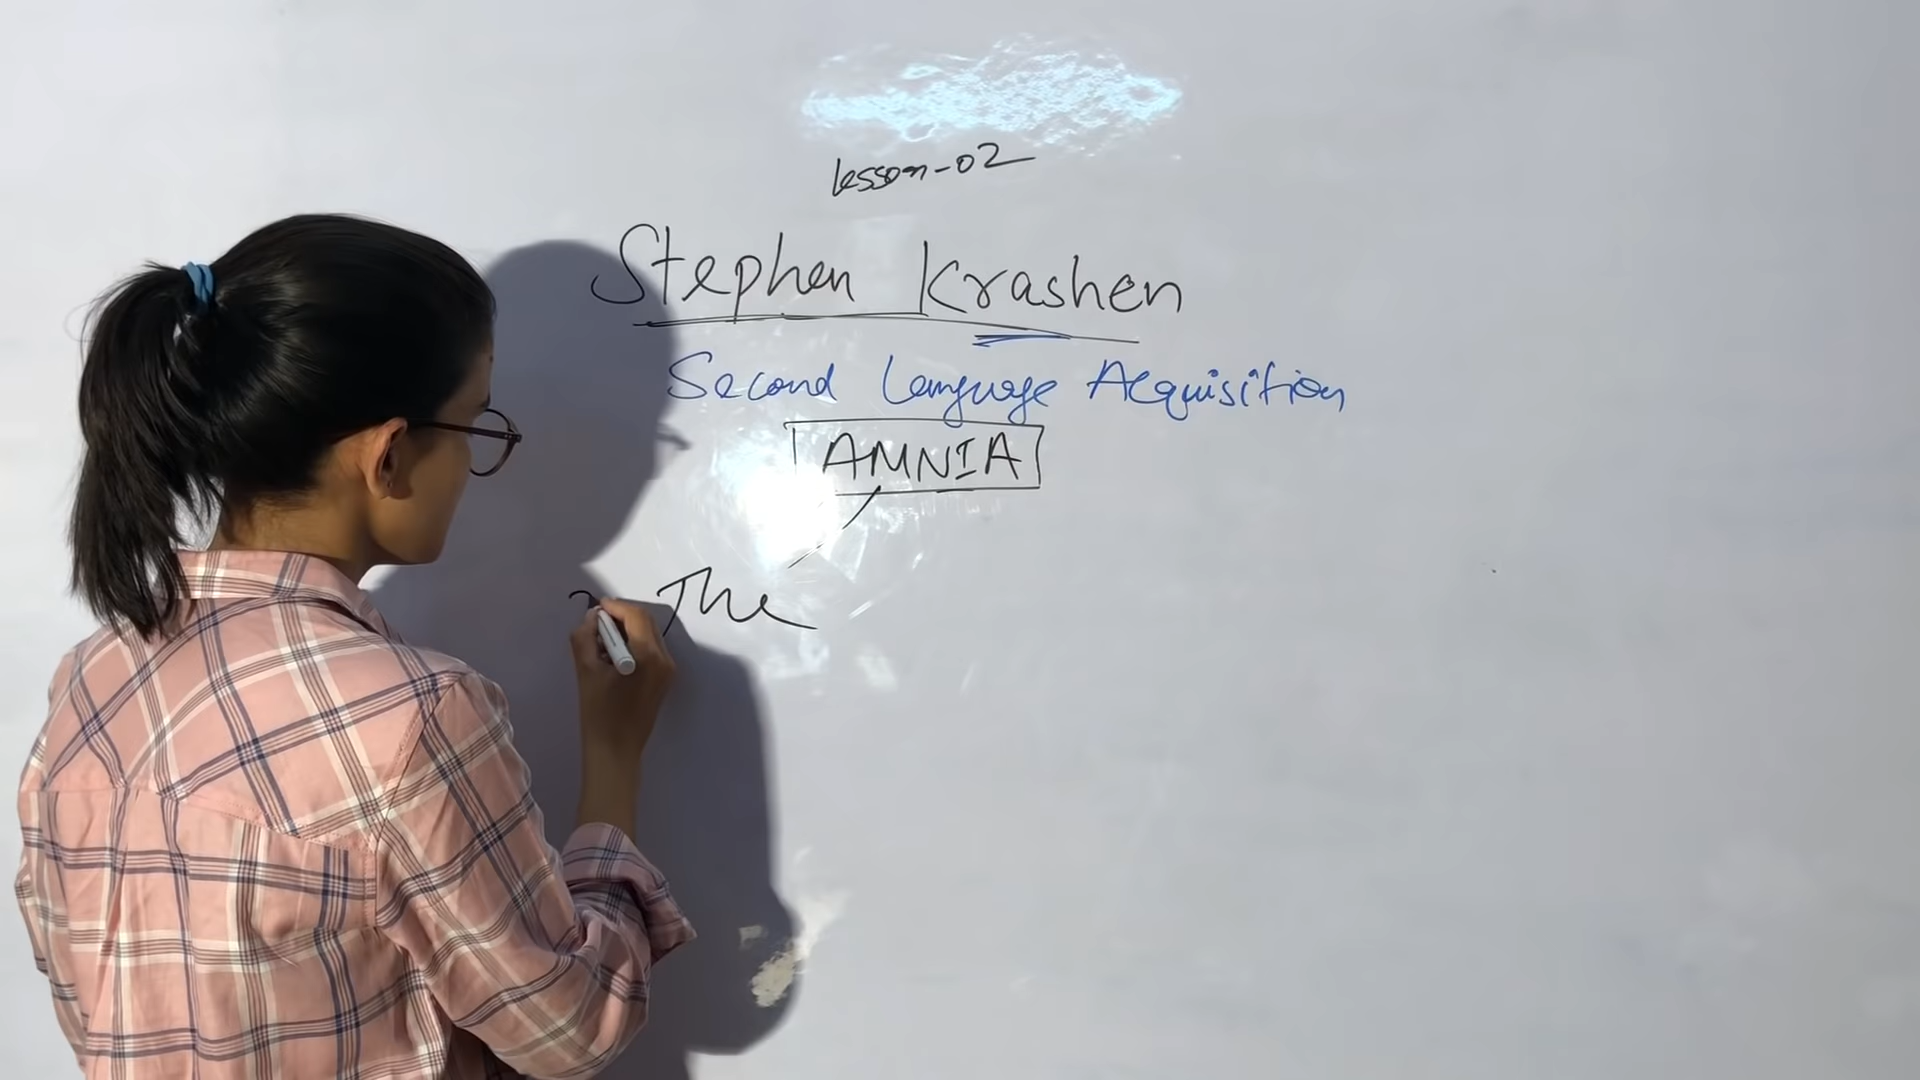 Lesson-02
Stephen Krashen
Second Language Acquisition
AMNIA
The